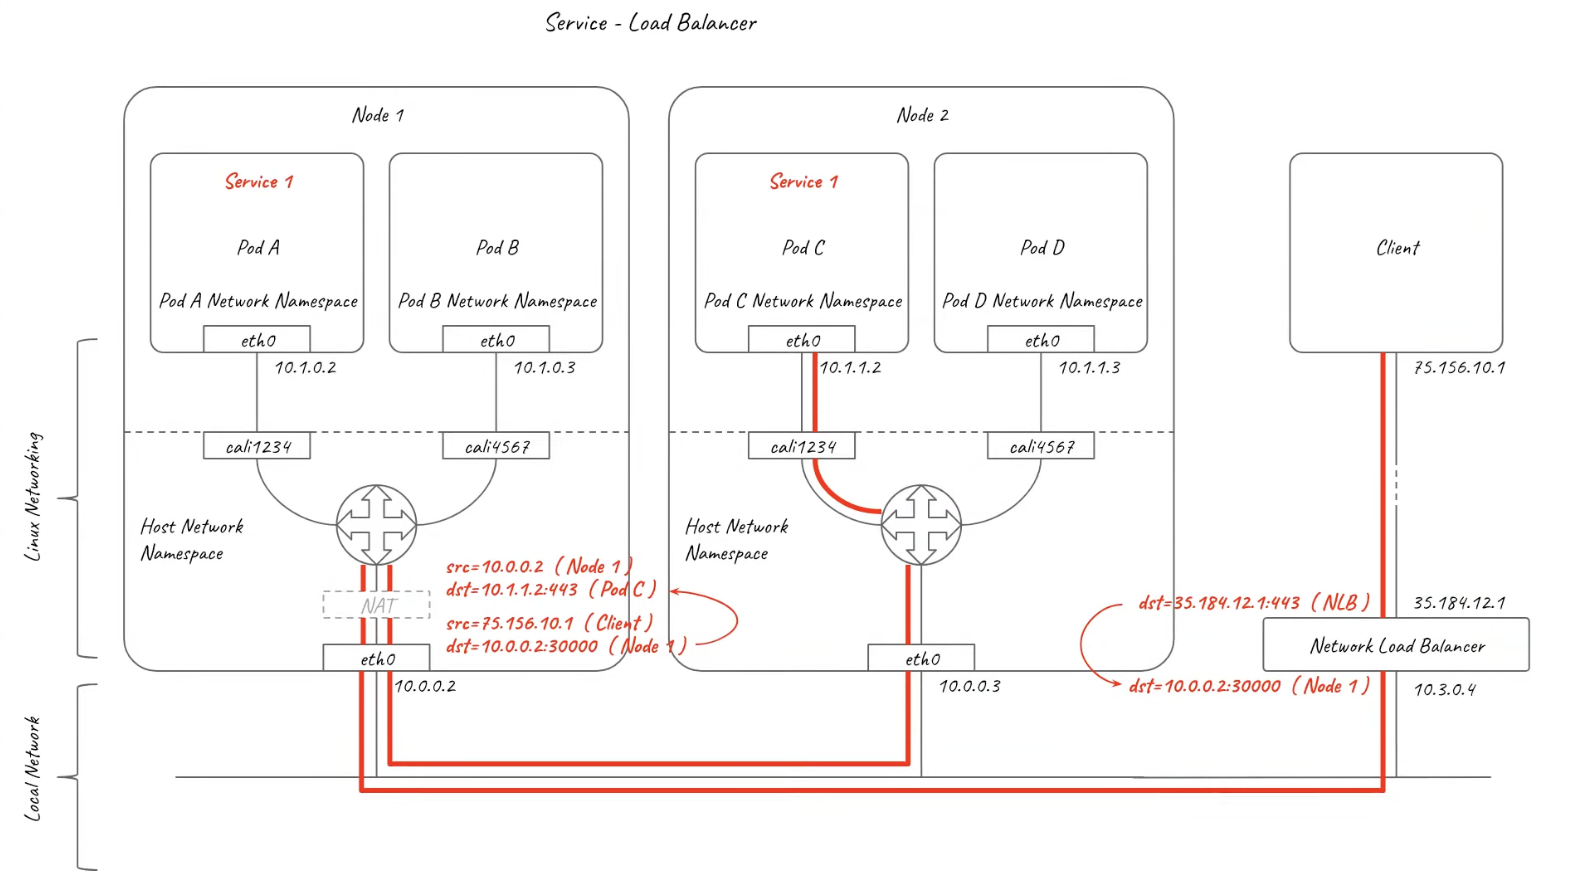 Service - Load Balancer
Node 1
Service 1
Pod A
Pod A Network Namespace
eth0
10.1.0.2
cali1234
Pod B
Pod B Network Namespace
eth0
10.1.0.3
cali4567
Host Network
Namespace
NAT
src=10.0.0.2 (Node 1)
dst=10.1.1.2:443 (Pod C)
src=75.156.10.1 (Client)
dst=10.0.0.2:30000 (Node 1)
eth0
10.0.0.2
Node 2
Service 1
Pod C
Pod C Network Namespace
eth0
10.1.1.2
cali1234
Pod D
Pod D Network Namespace
eth0
10.1.1.3
cali4567
Host Network
Namespace
eth0
10.0.0.3
Client
75.156.10.1
dst=35.184.12.1:443 (NLB)
35.184.12.1
Network Load Balancer
dst=10.0.0.2:30000 (Node 1)
10.3.0.4
Linux Networking
Local Network